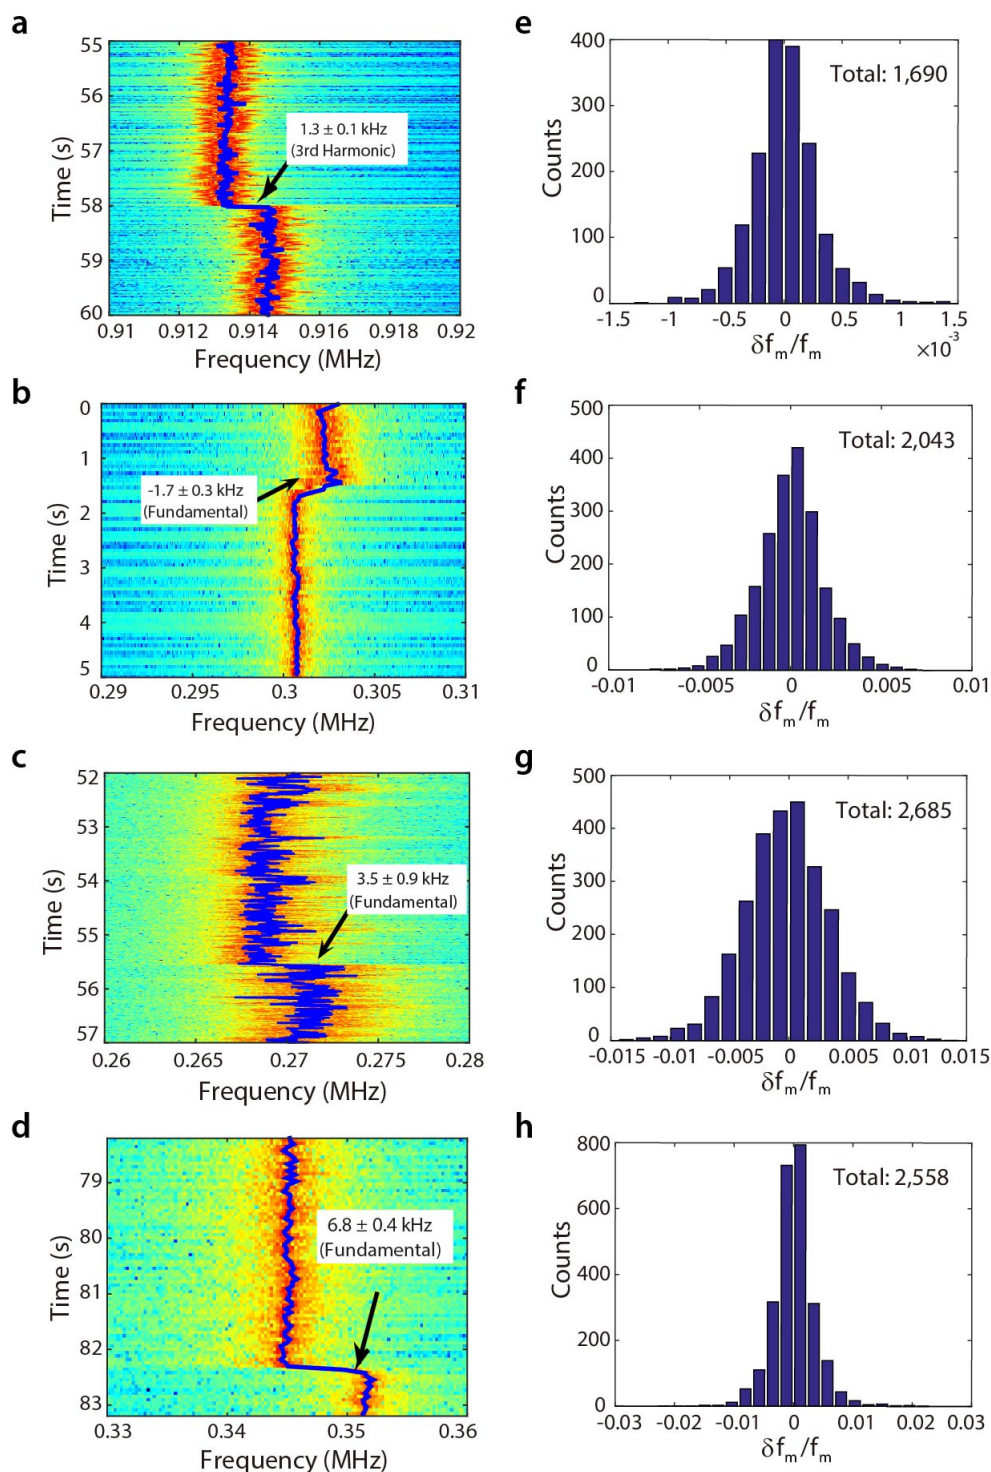 a
55
56
57
58
59
60
0.91 0.912 0.914 0.916 0.918 0.92
Time (s)
Frequency (MHz)
1.3 ± 0.1 kHz
(3rd Harmonic)
e
400
300
200
100
0
-1.5 -1 -0.5 0 0.5 1 1.5
×10⁻³
Counts
δfₘ/fₘ
Total: 1,690
b
0
1
2
3
4
5
0.29 0.295 0.3 0.305 0.31
Time (s)
Frequency (MHz)
-1.7 ± 0.3 kHz
(Fundamental)
f
500
400
300
200
100
0
-0.01 -0.005 0 0.005 0.01
Counts
δfₘ/fₘ
Total: 2,043
c
52
53
54
55
56
57
0.26 0.265 0.27 0.275 0.28
Time (s)
Frequency (MHz)
3.5 ± 0.9 kHz
(Fundamental)
g
500
400
300
200
100
0
-0.015 -0.01 -0.005 0 0.005 0.01 0.015
Counts
δfₘ/fₘ
Total: 2,685
d
79
80
81
82
83
0.33 0.34 0.35 0.36
Time (s)
Frequency (MHz)
6.8 ± 0.4 kHz
(Fundamental)
h
800
600
400
200
0
-0.03 -0.02 -0.01 0 0.01 0.02 0.03
Counts
δfₘ/fₘ
Total: 2,558